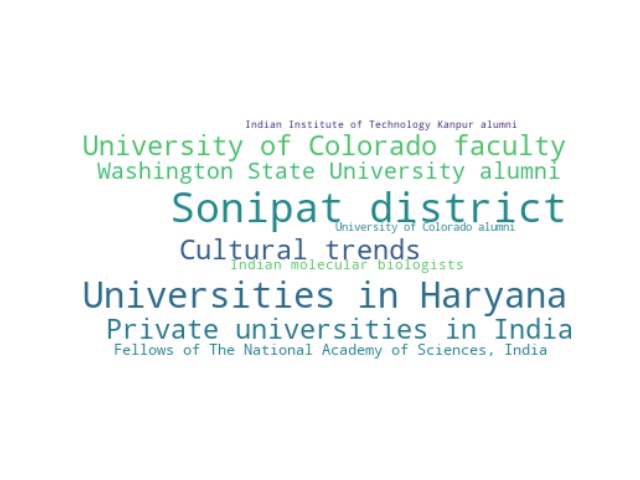 Indian Institute of Technology Kanpur alumni
University of Colorado faculty
Washington State University alumni
Sonipat district
University of Colorado alumni
Cultural trends
Indian molecular biologists
Universities in Haryana
Private universities in India
Fellows of The National Academy of Sciences, India